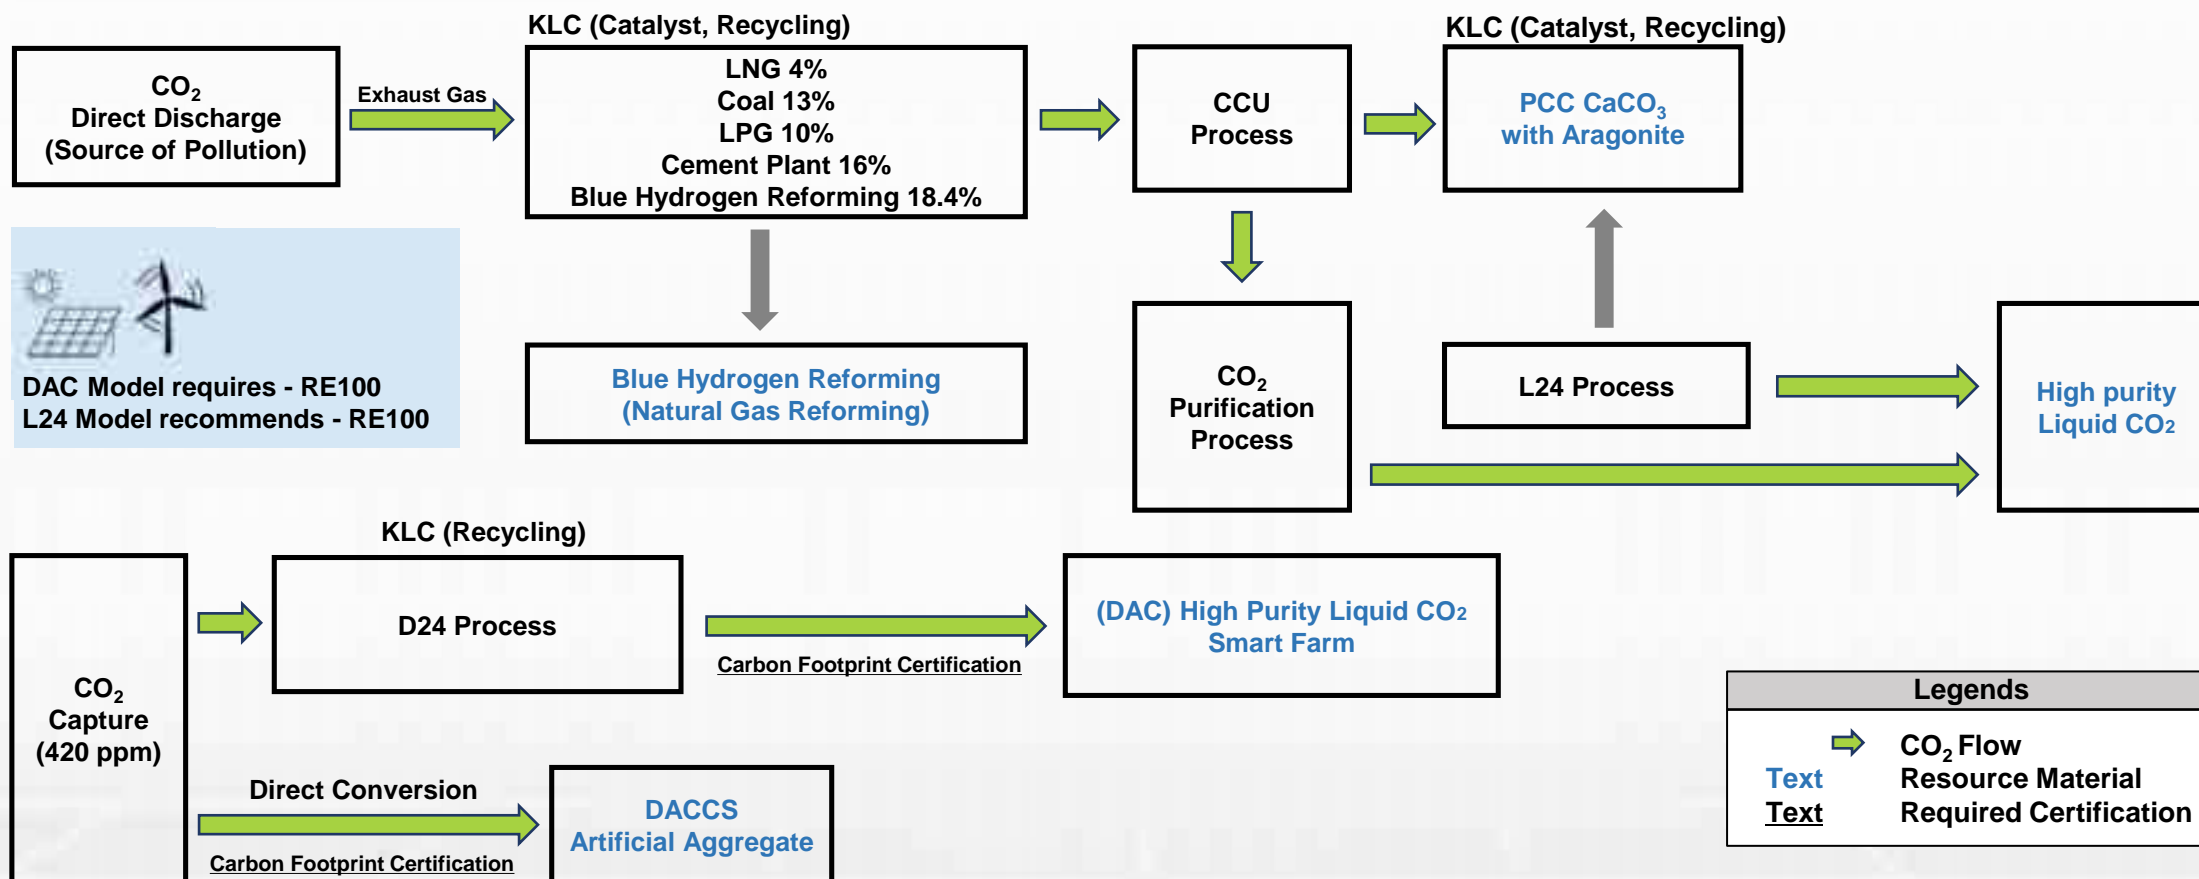 KLC (Catalyst, Recycling)
KLC (Catalyst, Recycling)
CO₂
Direct Discharge
(Source of Pollution)
Exhaust Gas
LNG 4%
Coal 13%
LPG 10%
Cement Plant 16%
Blue Hydrogen Reforming 18.4%
CCU
Process
PCC CaCO₃
with Aragonite
DAC Model requires - RE100
L24 Model recommends - RE100
Blue Hydrogen Reforming
(Natural Gas Reforming)
CO₂
Purification
Process
L24 Process
High purity
Liquid CO2
KLC (Recycling)
CO₂
Capture
(420 ppm)
D24 Process
Carbon Footprint Certification
(DAC) High Purity Liquid CO2
Smart Farm
Direct Conversion
Carbon Footprint Certification
DACCS
Artificial Aggregate
Legends
CO₂ Flow
Text Resource Material
Text Required Certification